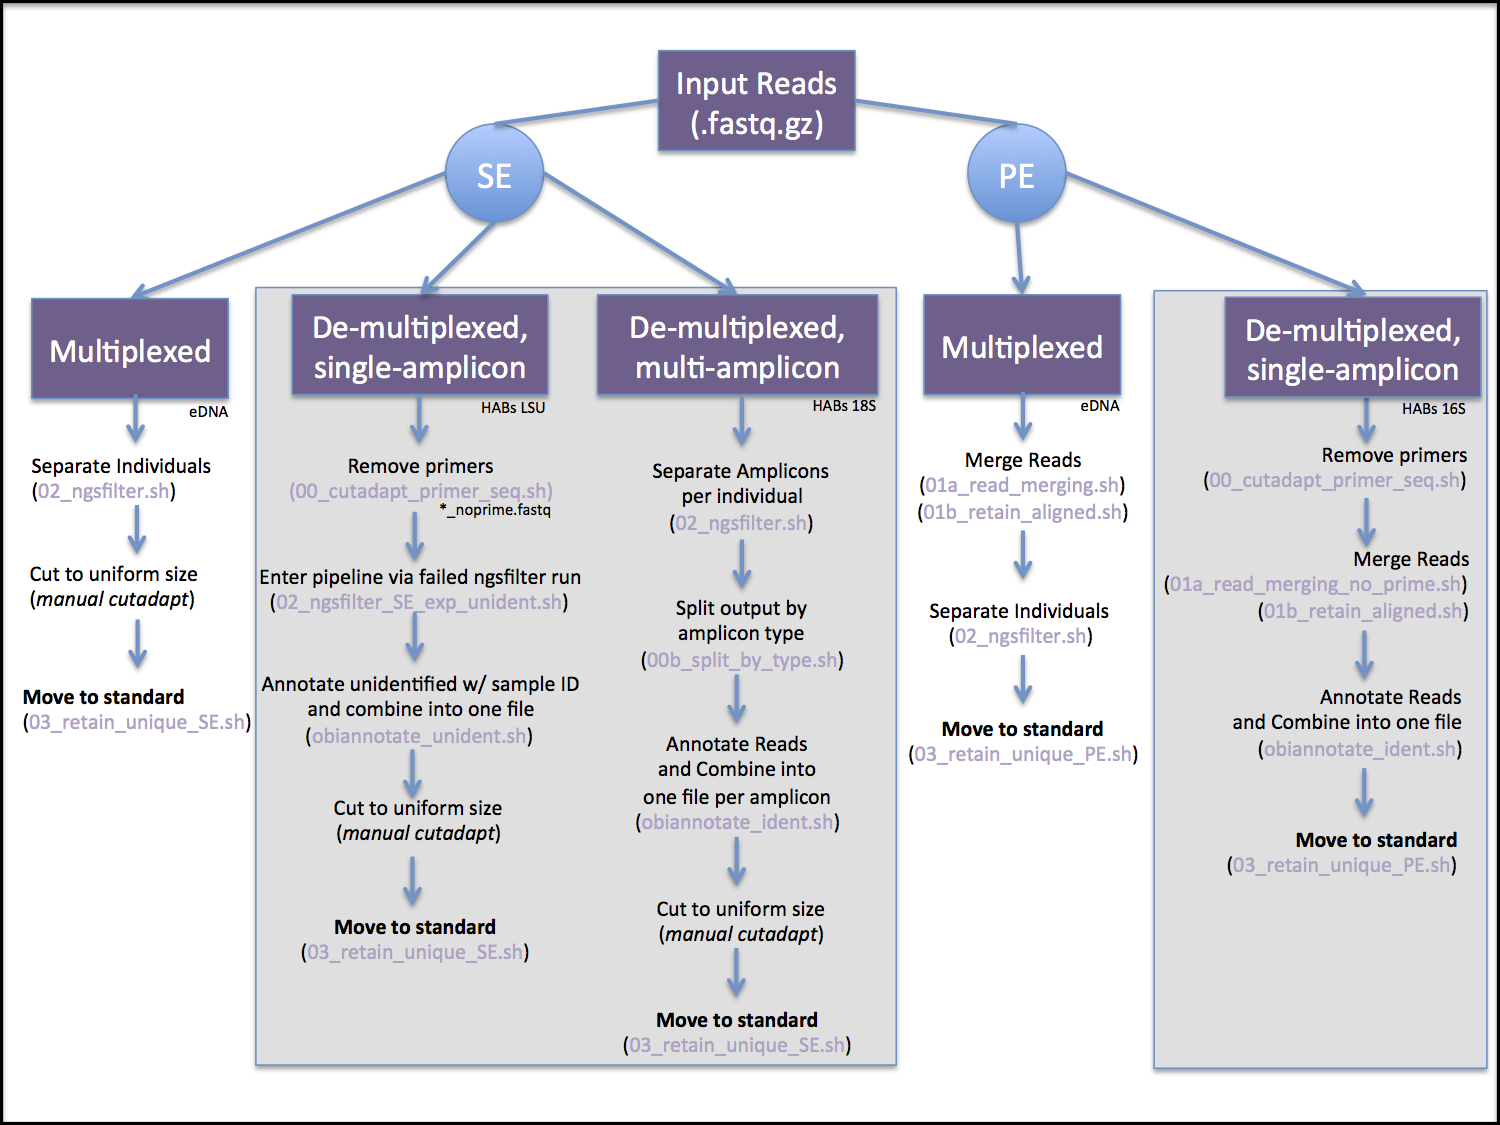 Input Reads
(.fastq.gz)
SE
PE
Multiplexed
eDNA
Separate Individuals
(02_ngsfilter.sh)
Cut to uniform size
(manual cutadapt)
Move to standard
(03_retain_unique_SE.sh)
De-multiplexed,
single-amplicon
HABs LSU
Remove primers
(00_cutadapt_primer_seq.sh)
*_noprime.fastq
Enter pipeline via failed ngsfilter run
(02_ngsfilter_SE_exp_unident.sh)
Annotate unidentified w/ sample ID
and combine into one file
(obiannotate_unident.sh)
Cut to uniform size
(manual cutadapt)
Move to standard
(03_retain_unique_SE.sh)
De-multiplexed,
multi-amplicon
HABs 18S
Separate Amplicons
per individual
(02_ngsfilter.sh)
Split output by
amplicon type
(00b_split_by_type.sh)
Annotate Reads
and Combine into
one file per amplicon
(obiannotate_ident.sh)
Cut to uniform size
(manual cutadapt)
Move to standard
(03_retain_unique_SE.sh)
Multiplexed
eDNA
Merge Reads
(01a_read_merging.sh)
(01b_retain_aligned.sh)
Separate Individuals
(02_ngsfilter.sh)
Move to standard
(03_retain_unique_PE.sh)
De-multiplexed,
single-amplicon
HABs 16S
Remove primers
(00_cutadapt_primer_seq.sh)
Merge Reads
(01a_read_merging_no_prime.sh)
(01b_retain_aligned.sh)
Annotate Reads
and Combine into one file
(obiannotate_ident.sh)
Move to standard
(03_retain_unique_PE.sh)